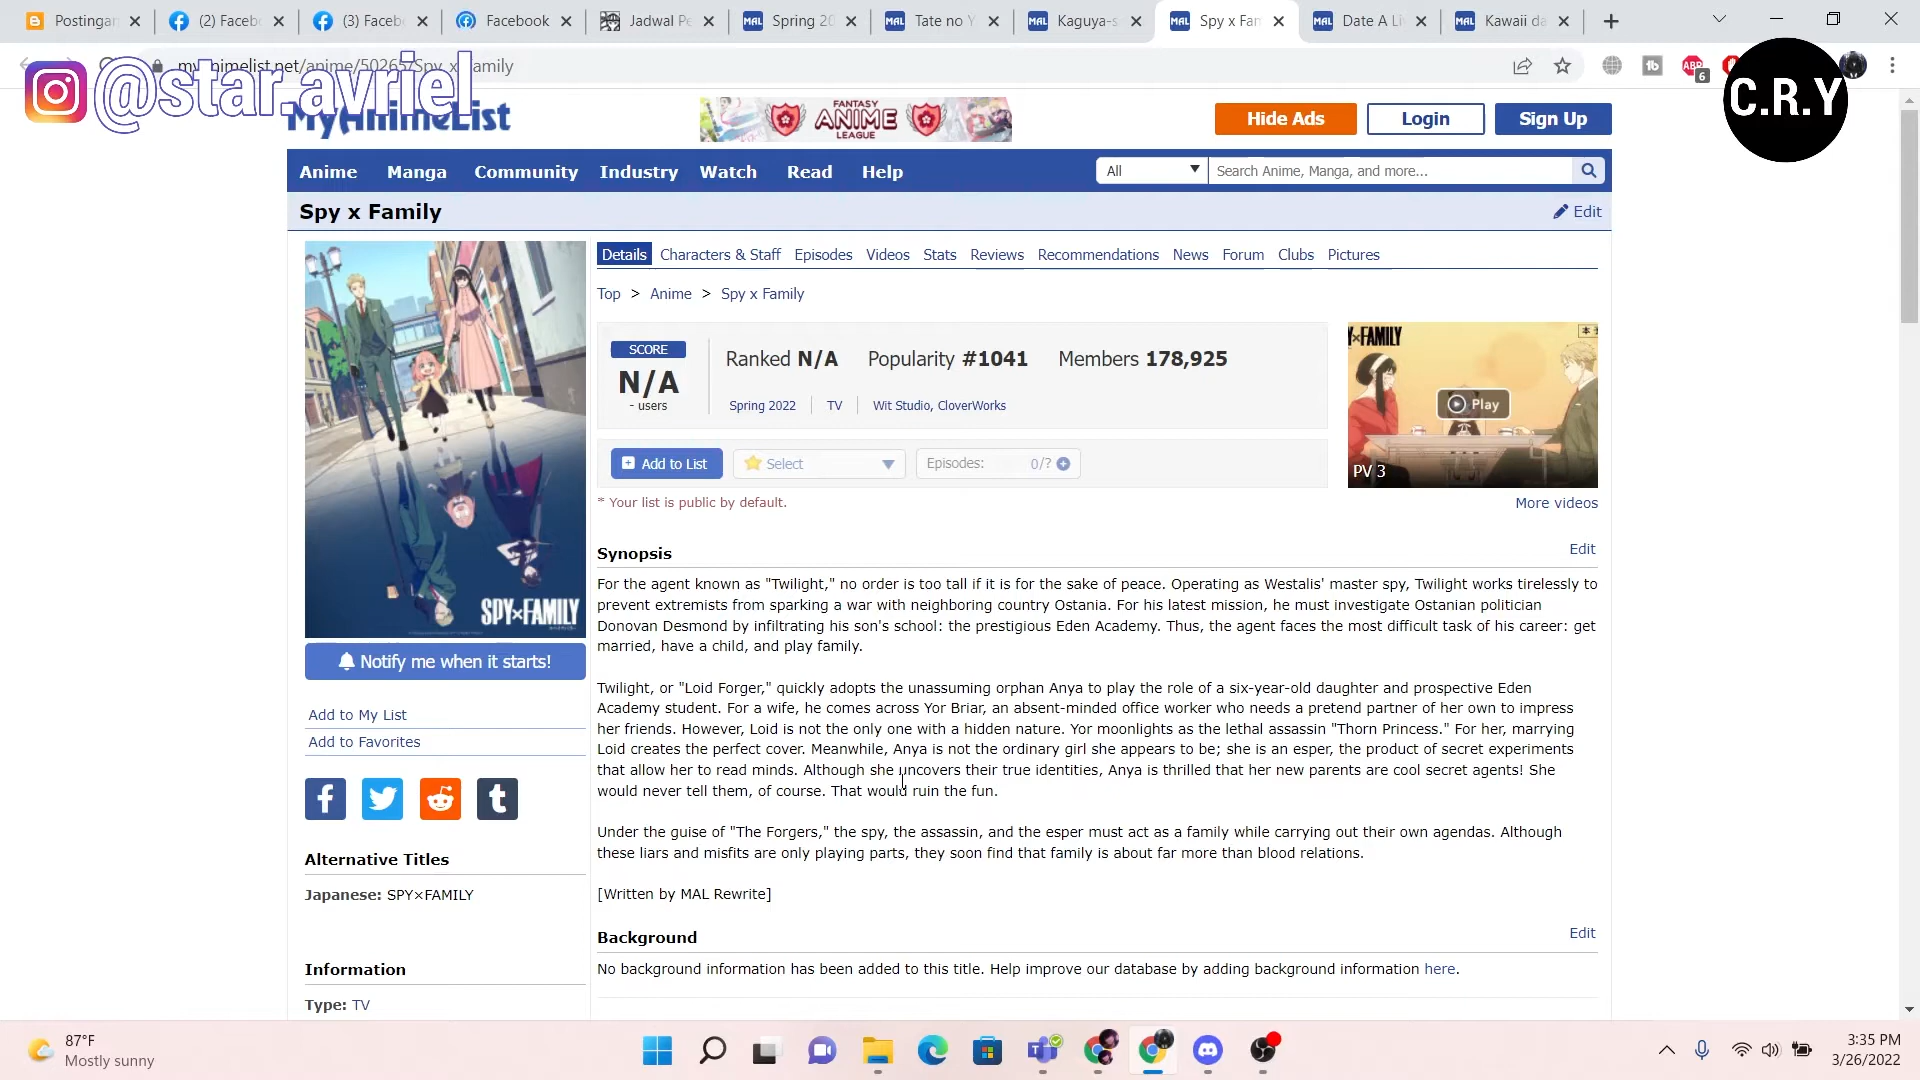 Postingan
(2) Faceb
(3) Faceb
Facebook
Jadwal Pe
Spring 20
Tate no Y
Kaguya-s
Spy x Fam
Date A Li
Kawaii da
myanimelist.net/anime/50265/Spy_x_Family
@star.avriel
C.R.Y
MyAnimeList
FANTASY
ANIME
LEAGUE
Hide Ads
Login
Sign Up
Anime Manga Community Industry Watch Read Help
All
Search Anime, Manga, and more...
Spy x Family
Edit
Details Characters & Staff Episodes Videos Stats Reviews Recommendations News Forum Clubs Pictures
Top > Anime > Spy x Family
SCORE
N/A
- users
Ranked N/A Popularity #1041 Members 178,925
Spring 2022 TV Wit Studio, CloverWorks
Add to List
Select
Episodes: 0/?
* Your list is public by default.
×FAMILY
Play
PV 3
More videos
SPY×FAMILY
Notify me when it starts!
Add to My List
Add to Favorites
Alternative Titles
Japanese: SPY×FAMILY
Information
Type: TV
Synopsis
Edit
For the agent known as "Twilight," no order is too tall if it is for the sake of peace. Operating as Westalis' master spy, Twilight works tirelessly to
prevent extremists from sparking a war with neighboring country Ostania. For his latest mission, he must investigate Ostanian politician
Donovan Desmond by infiltrating his son's school: the prestigious Eden Academy. Thus, the agent faces the most difficult task of his career: get
married, have a child, and play family.
Twilight, or "Loid Forger," quickly adopts the unassuming orphan Anya to play the role of a six-year-old daughter and prospective Eden
Academy student. For a wife, he comes across Yor Briar, an absent-minded office worker who needs a pretend partner of her own to impress
her friends. However, Loid is not the only one with a hidden nature. Yor moonlights as the lethal assassin "Thorn Princess." For her, marrying
Loid creates the perfect cover. Meanwhile, Anya is not the ordinary girl she appears to be; she is an esper, the product of secret experiments
that allow her to read minds. Although she uncovers their true identities, Anya is thrilled that her new parents are cool secret agents! She
would never tell them, of course. That would ruin the fun.
Under the guise of "The Forgers," the spy, the assassin, and the esper must act as a family while carrying out their own agendas. Although
these liars and misfits are only playing parts, they soon find that family is about far more than blood relations.
[Written by MAL Rewrite]
Background
Edit
No background information has been added to this title. Help improve our database by adding background information here.
87°F
Mostly sunny
3:35 PM
3/26/2022